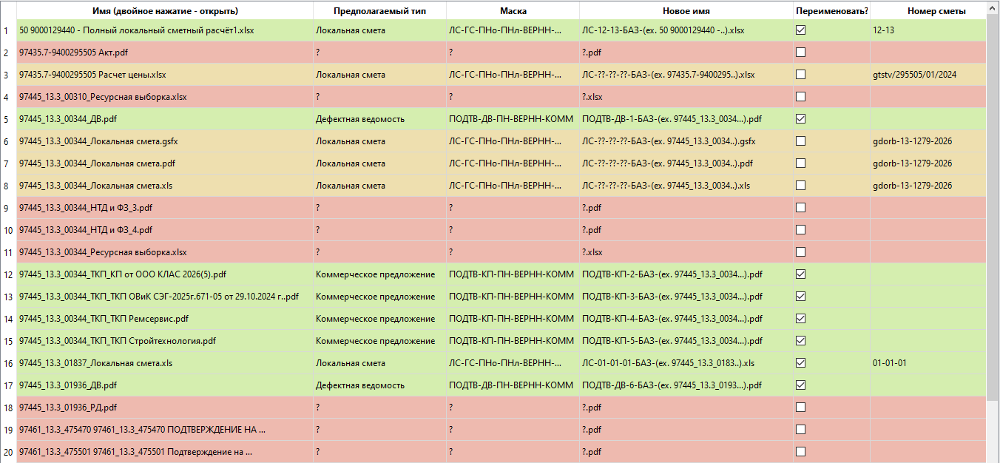 Имя (двойное нажатие - открыть) Предполагаемый тип Маска Новое имя Переименовать? Номер сметы
1 50 9000129440 - Полный локальный сметный расчёт1.xlsx Локальная смета ЛС-ГС-ПНо-ПНл-ВЕРНН-... ЛС-12-13-БАЗ-(ex. 50 9000129440 -..).xlsx 12-13
2 97435.7-9400295505 Акт.pdf ? ? ?.pdf
3 97435.7-9400295505 Расчет цены.xlsx Локальная смета ЛС-ГС-ПНо-ПНл-ВЕРНН-... ЛС-??-??-??-БАЗ-(ex. 97435.7-9400295..).xlsx gtstv/295505/01/2024
4 97445_13.3_00310_Ресурсная выборка.xlsx ? ? ?.xlsx
5 97445_13.3_00344_ДВ.pdf Дефектная ведомость ПОДТВ-ДВ-ПН-ВЕРНН-КОММ ПОДТВ-ДВ-1-БАЗ-(ex. 97445_13.3_0034...).pdf
6 97445_13.3_00344_Локальная смета.gsfx Локальная смета ЛС-ГС-ПНо-ПНл-ВЕРНН-... ЛС-??-??-??-БАЗ-(ex. 97445_13.3_0034..).gsfx gdorb-13-1279-2026
7 97445_13.3_00344_Локальная смета.pdf Локальная смета ЛС-ГС-ПНо-ПНл-ВЕРНН-... ЛС-??-??-??-БАЗ-(ex. 97445_13.3_0034..).pdf gdorb-13-1279-2026
8 97445_13.3_00344_Локальная смета.xls Локальная смета ЛС-ГС-ПНо-ПНл-ВЕРНН-... ЛС-??-??-??-БАЗ-(ex. 97445_13.3_0034..).xls gdorb-13-1279-2026
9 97445_13.3_00344_НТД и ФЗ_3.pdf ? ? ?.pdf
10 97445_13.3_00344_НТД и ФЗ_4.pdf ? ? ?.pdf
11 97445_13.3_00344_Ресурсная выборка.xlsx ? ? ?.xlsx
12 97445_13.3_00344_ТКП_КП от ООО КЛАС 2026(5).pdf Коммерческое предложение ПОДТВ-КП-ПН-ВЕРНН-КОММ ПОДТВ-КП-2-БАЗ-(ex. 97445_13.3_0034...).pdf
13 97445_13.3_00344_ТКП_ТКП ОВиК СЭГ-2025г.671-05 от 29.10.2024 г..pdf Коммерческое предложение ПОДТВ-КП-ПН-ВЕРНН-КОММ ПОДТВ-КП-3-БАЗ-(ex. 97445_13.3_0034...).pdf
14 97445_13.3_00344_ТКП_ТКП Ремсервис.pdf Коммерческое предложение ПОДТВ-КП-ПН-ВЕРНН-КОММ ПОДТВ-КП-4-БАЗ-(ex. 97445_13.3_0034...).pdf
15 97445_13.3_00344_ТКП_ТКП Стройтехнология.pdf Коммерческое предложение ПОДТВ-КП-ПН-ВЕРНН-КОММ ПОДТВ-КП-5-БАЗ-(ex. 97445_13.3_0034...).pdf
16 97445_13.3_01837_Локальная смета.xls Локальная смета ЛС-ГС-ПНо-ПНл-ВЕРНН-... ЛС-01-01-01-БАЗ-(ex. 97445_13.3_0183..).xls 01-01-01
17 97445_13.3_01936_ДВ.pdf Дефектная ведомость ПОДТВ-ДВ-ПН-ВЕРНН-КОММ ПОДТВ-ДВ-6-БАЗ-(ex. 97445_13.3_0193...).pdf
18 97445_13.3_01936_РД.pdf ? ? ?.pdf
19 97461_13.3_475470 97461_13.3_475470 ПОДТВЕРЖДЕНИЕ НА ... ? ? ?.pdf
20 97461_13.3_475501 97461_13.3_475501 Подтверждение на ... ? ? ?.pdf